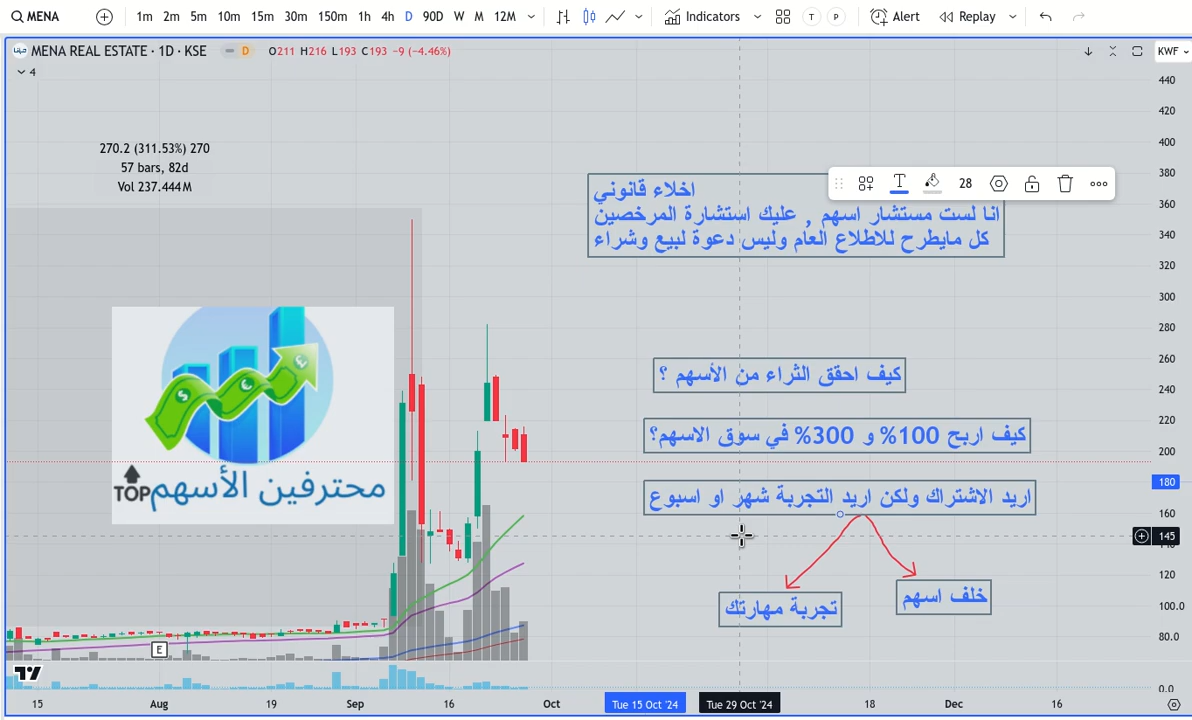 MENA
1m 2m 5m 10m 15m 30m 150m 1h 4h D 90D W M 12M
Indicators
T
P
Alert
Replay
MENA REAL ESTATE · 1D · KSE
D
O211 H216 L193 C193 −9 (−4.46%)
KWF
4
270.2 (311.53%) 270
57 bars, 82d
Vol 237.444M
28
اخلاء قانوني
انا لست مستشار اسهم , عليك استشارة المرخصين
كل مايطرح للاطلاع العام وليس دعوة لبيع وشراء
TOP محترفين الأسهم
كيف احقق الثراء من الأسهم ؟
كيف اربح 100% و 300% في سوق الاسهم؟
اريد الاشتراك ولكن اريد التجربة شهر او اسبوع
خلف اسهم
تجربة مهارتك
440
420
400
380
360
340
320
300
280
260
240
220
200
180
160
145
120
100.0
80.0
0.0
E
15 Aug 19 Sep 16 Oct Tue 15 Oct '24 Tue 29 Oct '24 18 Dec 16